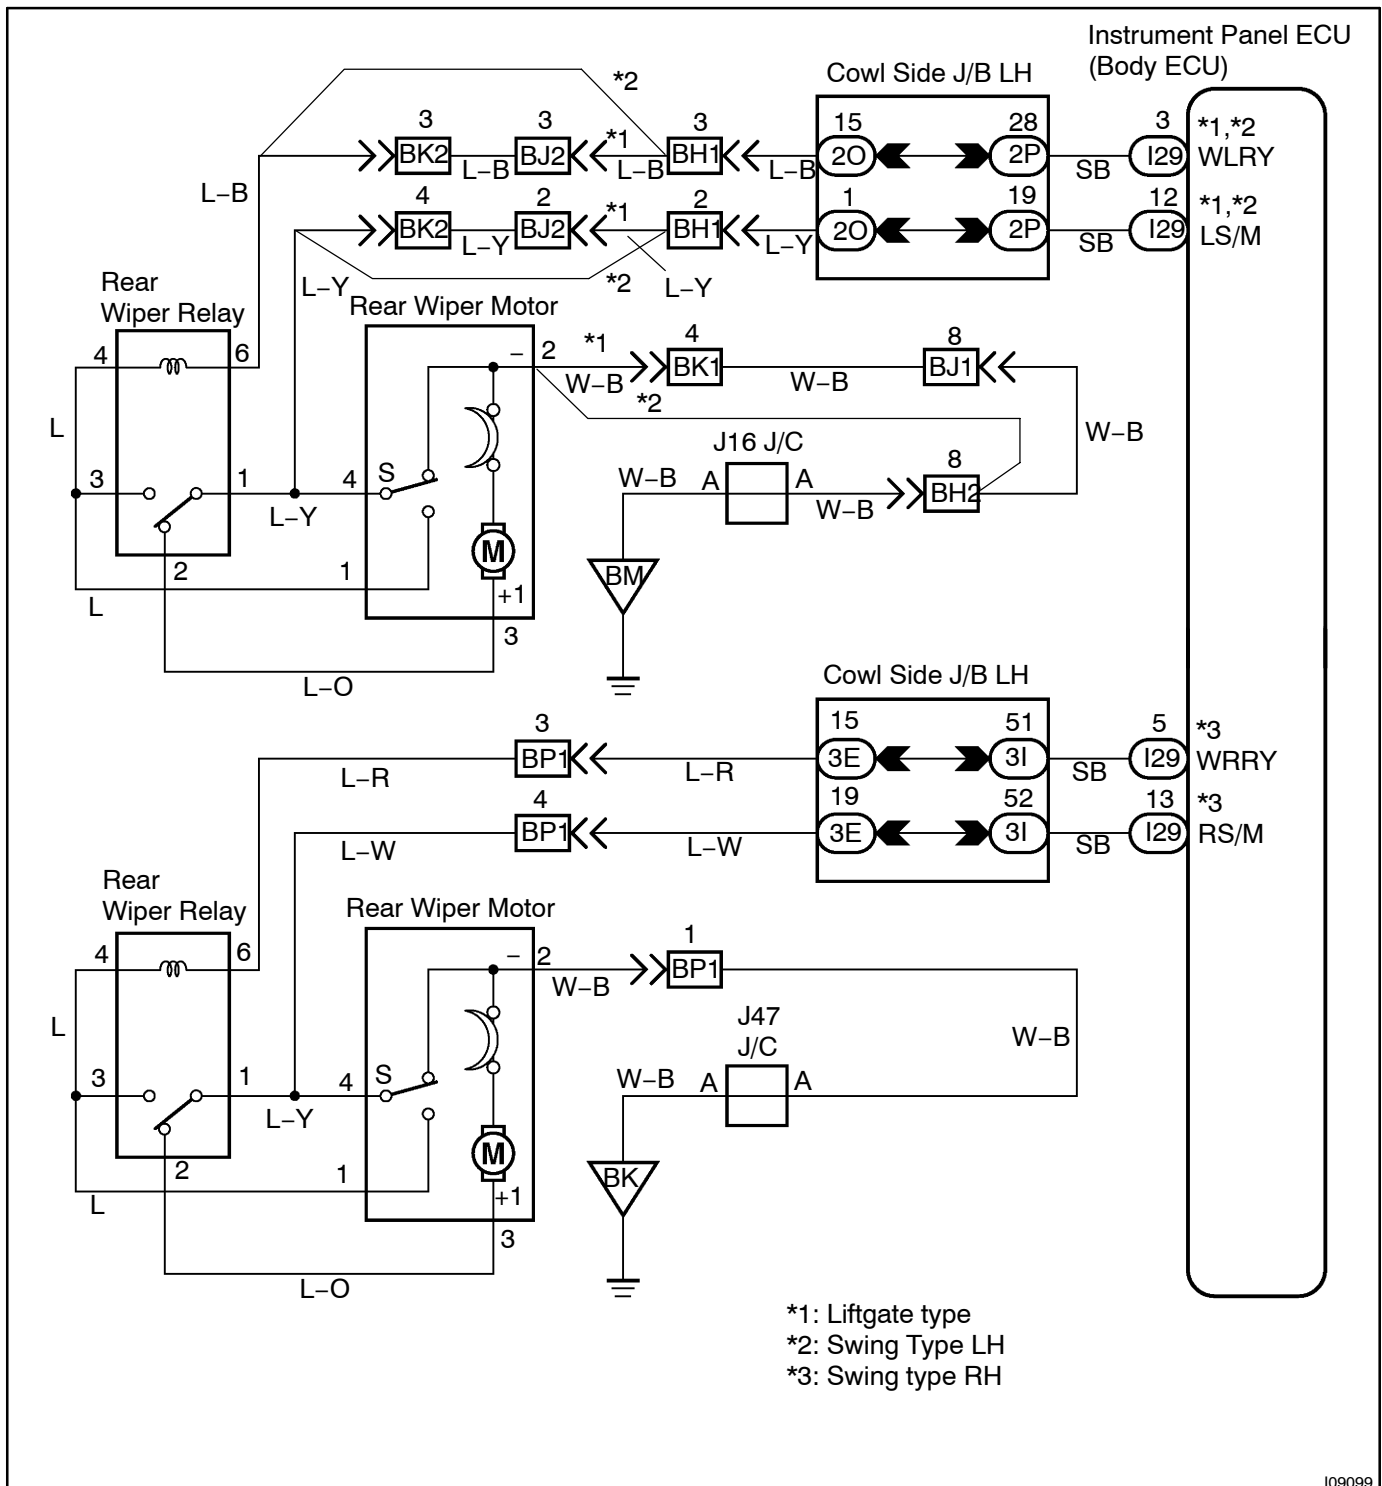 Instrument Panel ECU
(Body ECU)
Cowl Side J/B LH
*2
3 3 *1 3 15 28 3 *1,*2
BK2 BJ2 BH1 2O 2P I29 WLRY
L−B L−B L−B L−B SB
4 2 *1 2 1 19 12 *1,*2
BK2 BJ2 BH1 2O 2P I29 LS/M
L−Y L−Y SB
L−Y *2 L−Y
Rear
Wiper Relay
Rear Wiper Motor
4 6 − 2 *1 4 8
BK1 BJ1
W−B W−B
*2
L W−B
J16 J/C
8
3 1 4 S W−B A A BH2
L−Y W−B
M
2 1 BM
L +1
3
L−O
Cowl Side J/B LH
3 15 51 5 *3
BP1 3E 3I I29 WRRY
L−R L−R SB
4 19 52 13 *3
BP1 3E 3I I29 RS/M
L−W L−W SB
Rear
Wiper Relay
Rear Wiper Motor
4 6 − 2 1
W−B BP1
L W−B
J47
J/C
3 1 4 S W−B A A
L−Y
M
2 1 BK
L +1
3
L−O
*1: Liftgate type
*2: Swing Type LH
*3: Swing type RH
I09099